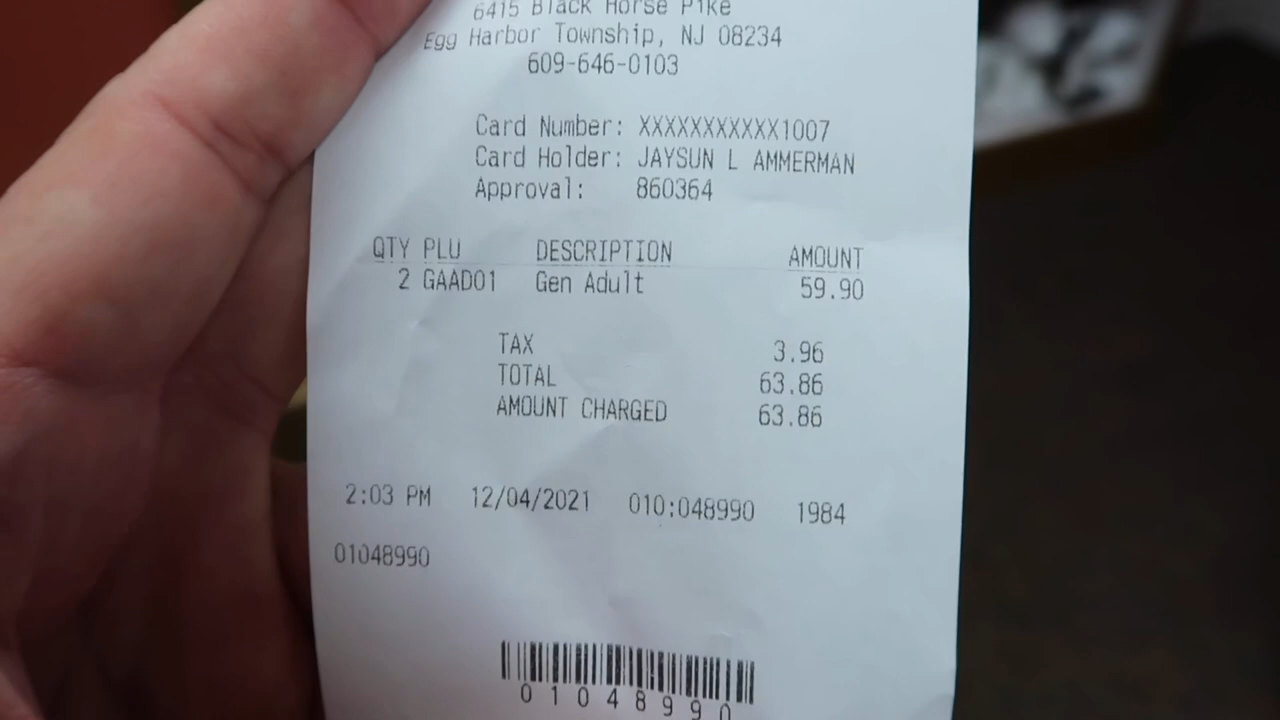 6415 Black Horse Pike
Egg Harbor Township, NJ 08234
609-646-0103
Card Number: XXXXXXXXXXX1007
Card Holder: JAYSUN L AMMERMAN
Approval: 860364
QTY PLU DESCRIPTION AMOUNT
2 GAAD01 Gen Adult 59.90
TAX 3.96
TOTAL 63.86
AMOUNT CHARGED 63.86
2:03 PM 12/04/2021 010:048990 1984
01048990
01048990